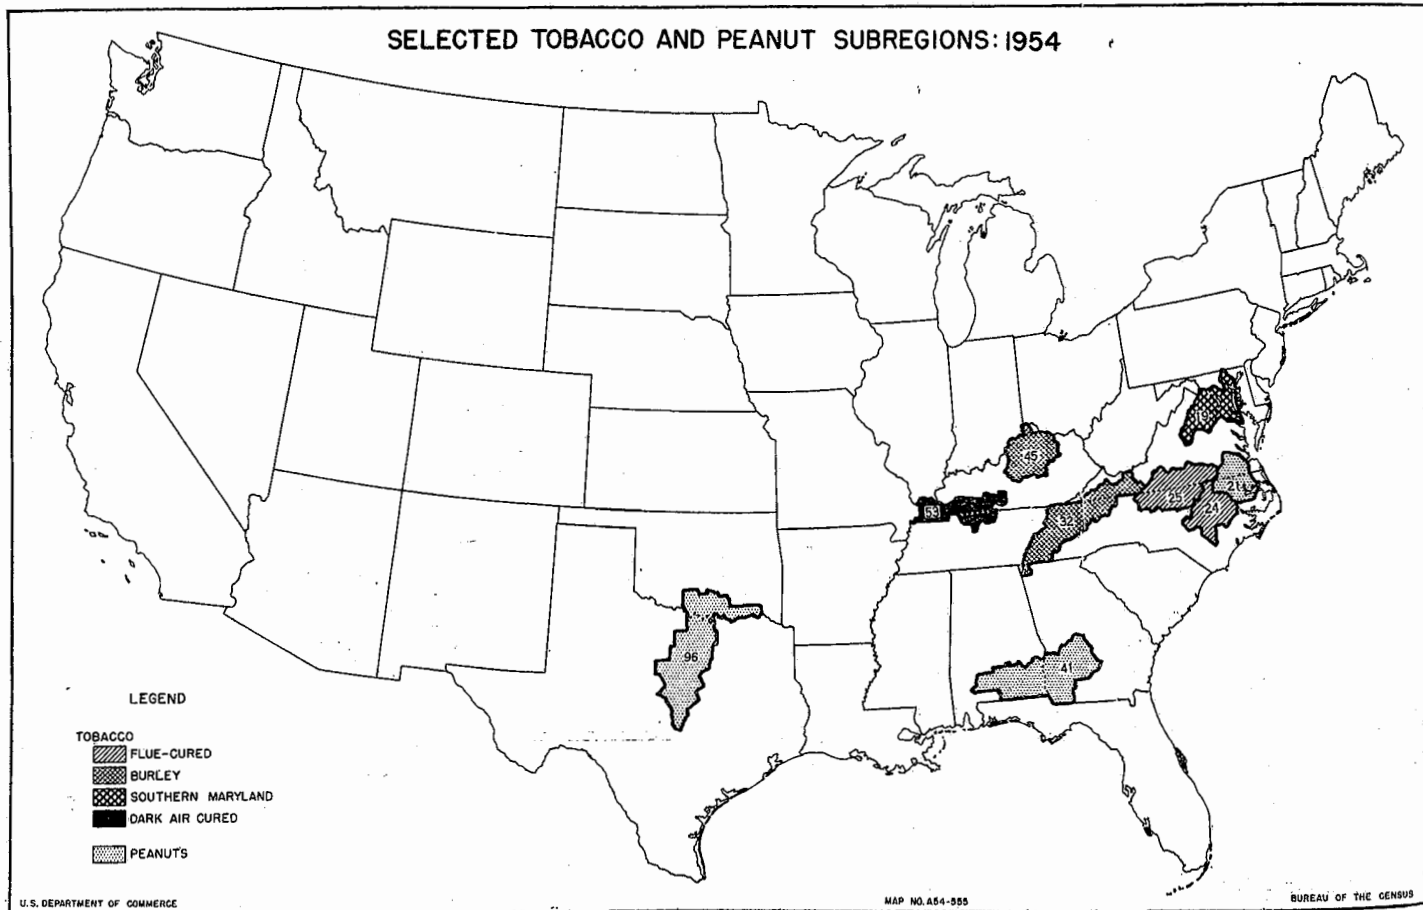 SELECTED TOBACCO AND PEANUT SUBREGIONS: 1954
45
21
25
24
53
32
96
41
LEGEND
TOBACCO
FLUE-CURED
BURLEY
SOUTHERN MARYLAND
DARK AIR CURED
PEANUTS
U.S. DEPARTMENT OF COMMERCE
MAP NO. A54-555
BUREAU OF THE CENSUS